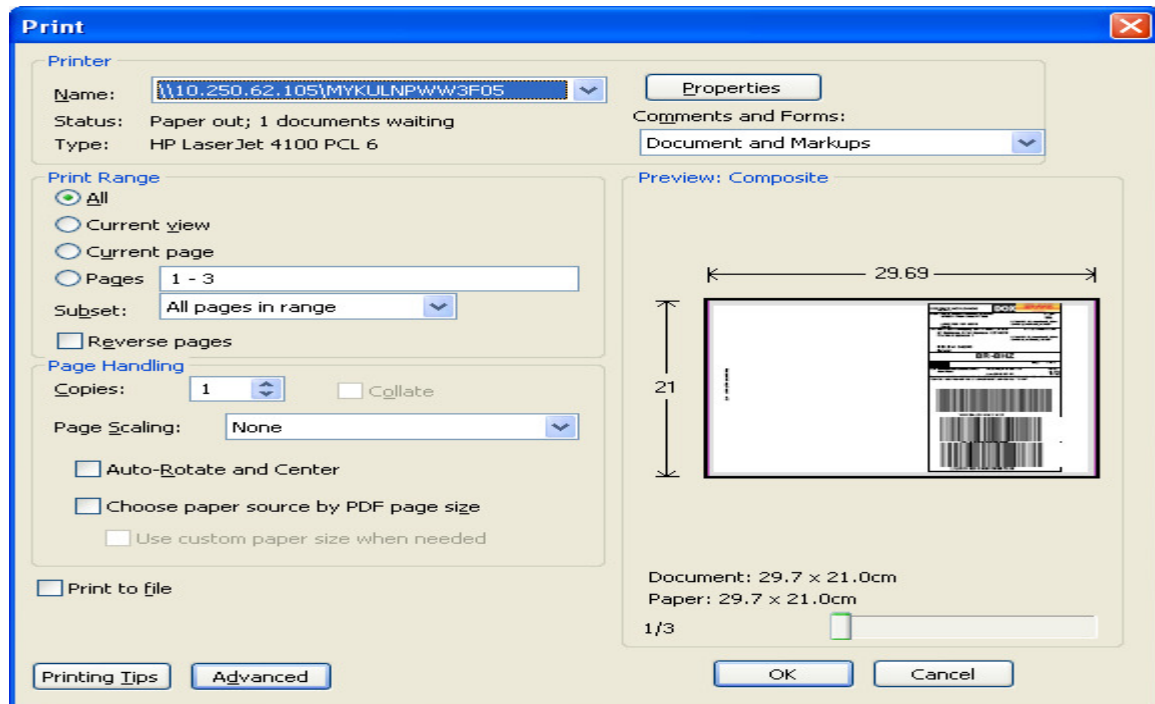 Print
Printer
Name: \\10.250.62.105\MYKULNPWW3F05
Properties
Status: Paper out; 1 documents waiting
Comments and Forms:
Type: HP LaserJet 4100 PCL 6
Document and Markups
Print Range
All
Current view
Current page
Pages 1 - 3
Subset: All pages in range
Reverse pages
Page Handling
Copies: 1 Collate
Page Scaling: None
Auto-Rotate and Center
Choose paper source by PDF page size
Use custom paper size when needed
Print to file
Preview: Composite
29.69
21
DOX
BR-BHZ
Document: 29.7 x 21.0cm
Paper: 29.7 x 21.0cm
1/3
Printing Tips
Advanced
OK
Cancel